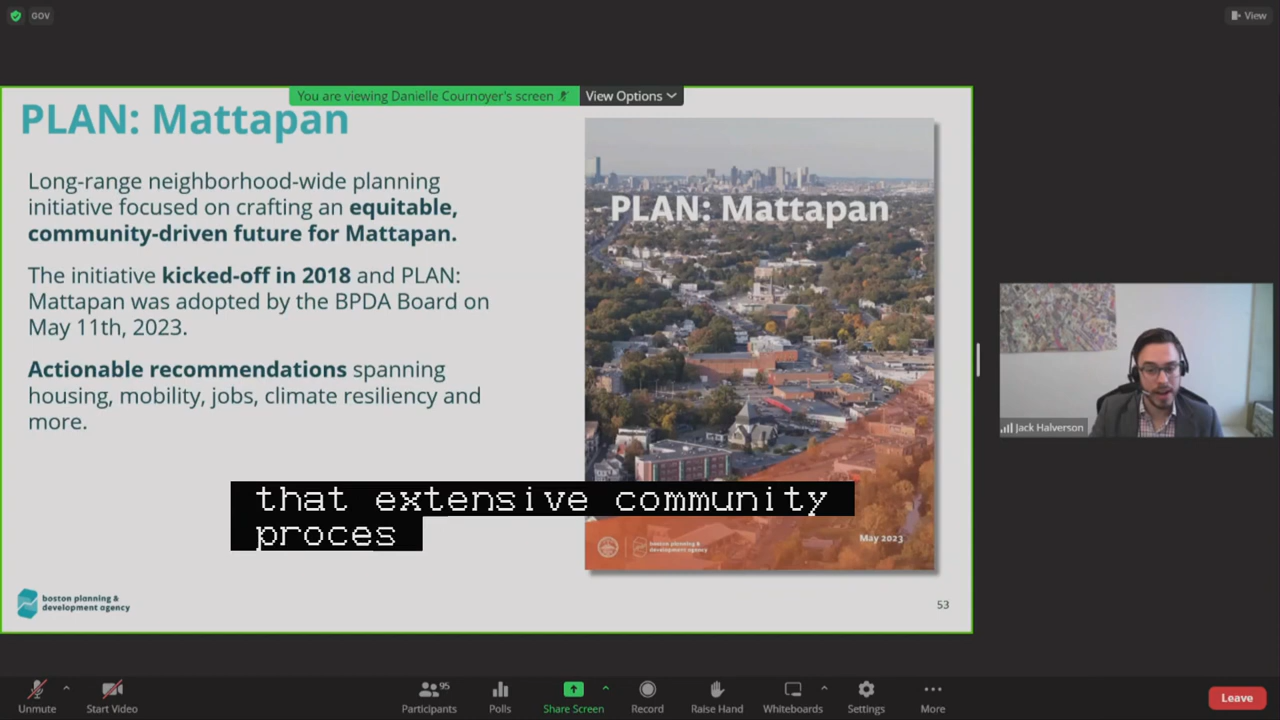 GOV
View
You are viewing Danielle Cournoyer's screen
View Options
PLAN: Mattapan
Long-range neighborhood-wide planning
initiative focused on crafting an equitable,
community-driven future for Mattapan.
The initiative kicked-off in 2018 and PLAN:
Mattapan was adopted by the BPDA Board on
May 11th, 2023.
Actionable recommendations spanning
housing, mobility, jobs, climate resiliency and
more.
PLAN: Mattapan
May 2023
boston planning &
development agency
Jack Halverson
that extensive community
proces
boston planning &
development agency
53
Unmute
Start Video
95
Participants
Polls
Share Screen
Record
Raise Hand
Whiteboards
Settings
More
Leave